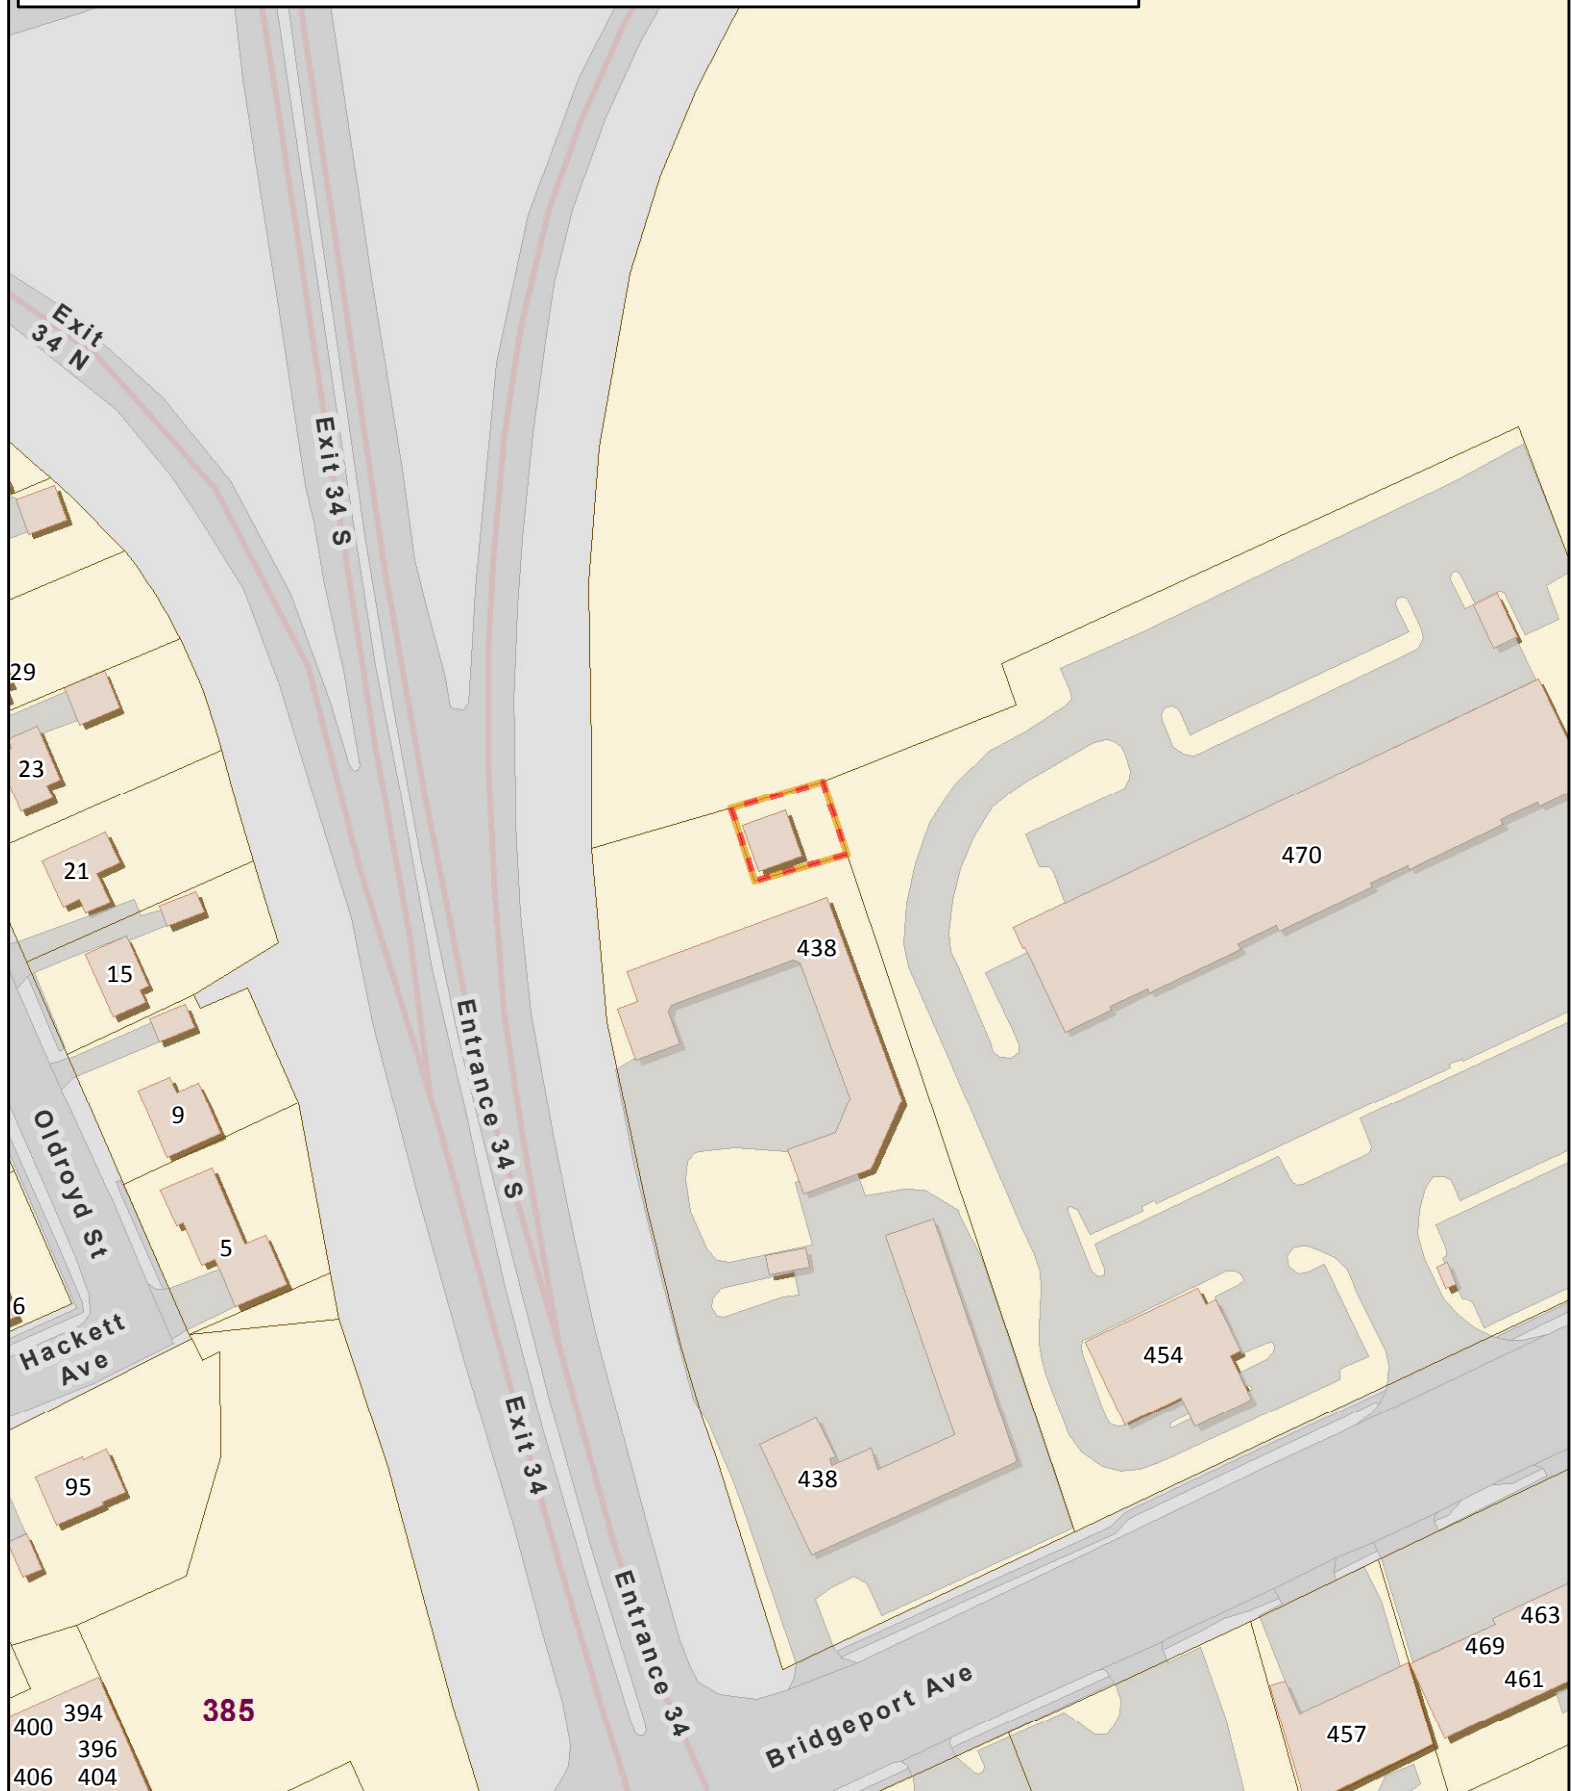 Exit
34 N
Exit 34 S
29
23
21
470
438
15
Entrance 34 S
9
Oldroyd St
5
6
Hackett
Ave
454
Exit 34
95
438
Entrance 34
463
469
461
385
394
400
Bridgeport Ave
457
396
406
404